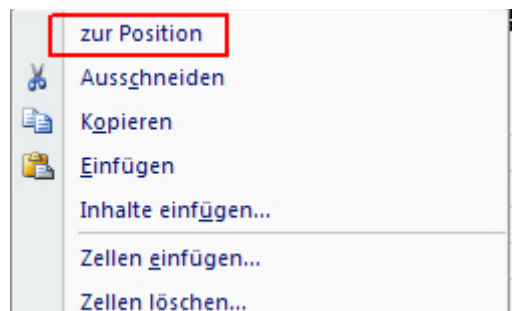 zur Position
Ausschneiden
Kopieren
Einfügen
Inhalte einfügen...
Zellen einfügen...
Zellen löschen...